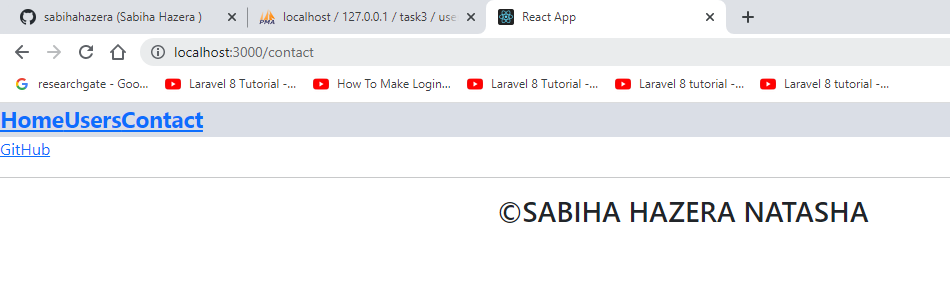 sabihahazera (Sabiha Hazera )
localhost / 127.0.0.1 / task3 / use
React App
localhost:3000/contact
researchgate - Goo...
Laravel 8 Tutorial -...
How To Make Login...
Laravel 8 Tutorial -...
Laravel 8 tutorial -...
Laravel 8 tutorial -...
HomeUsersContact
GitHub
©SABIHA HAZERA NATASHA